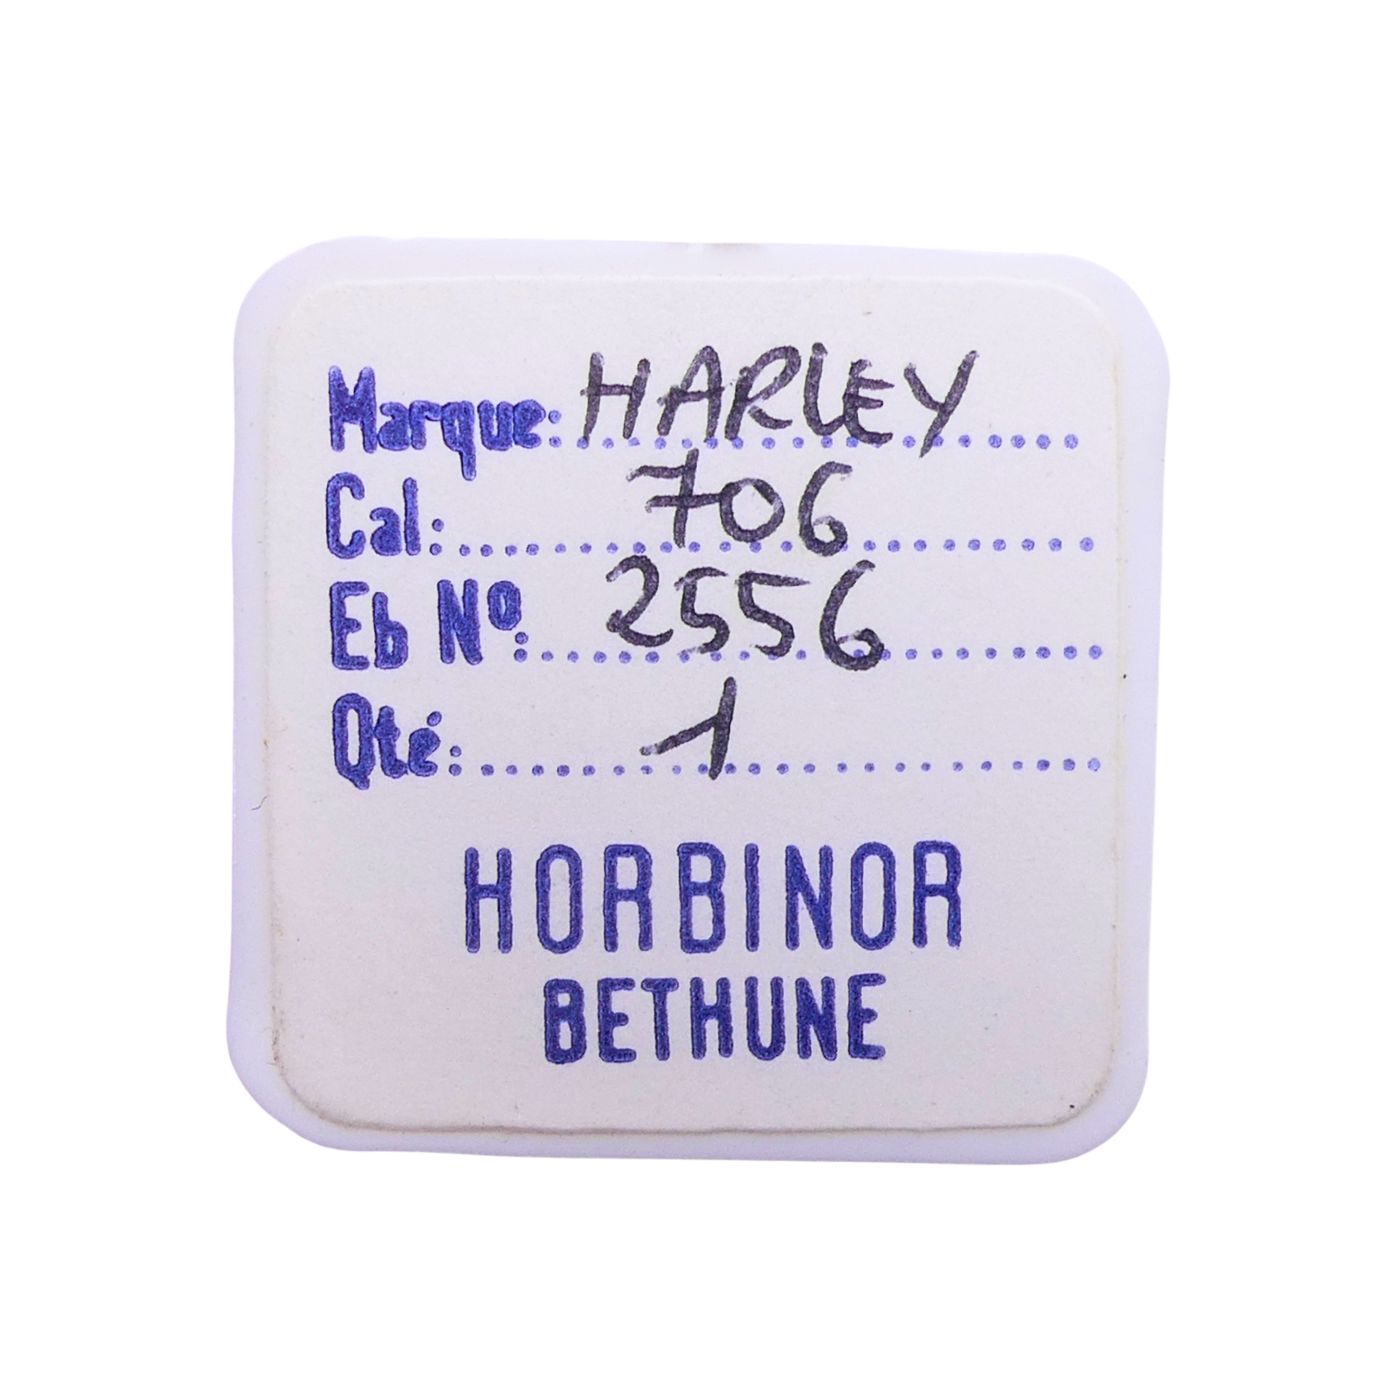 Marque: HARLEY
Cal: 706
Eb Nº: 2556
Qté: 1
HORBINOR
BETHUNE